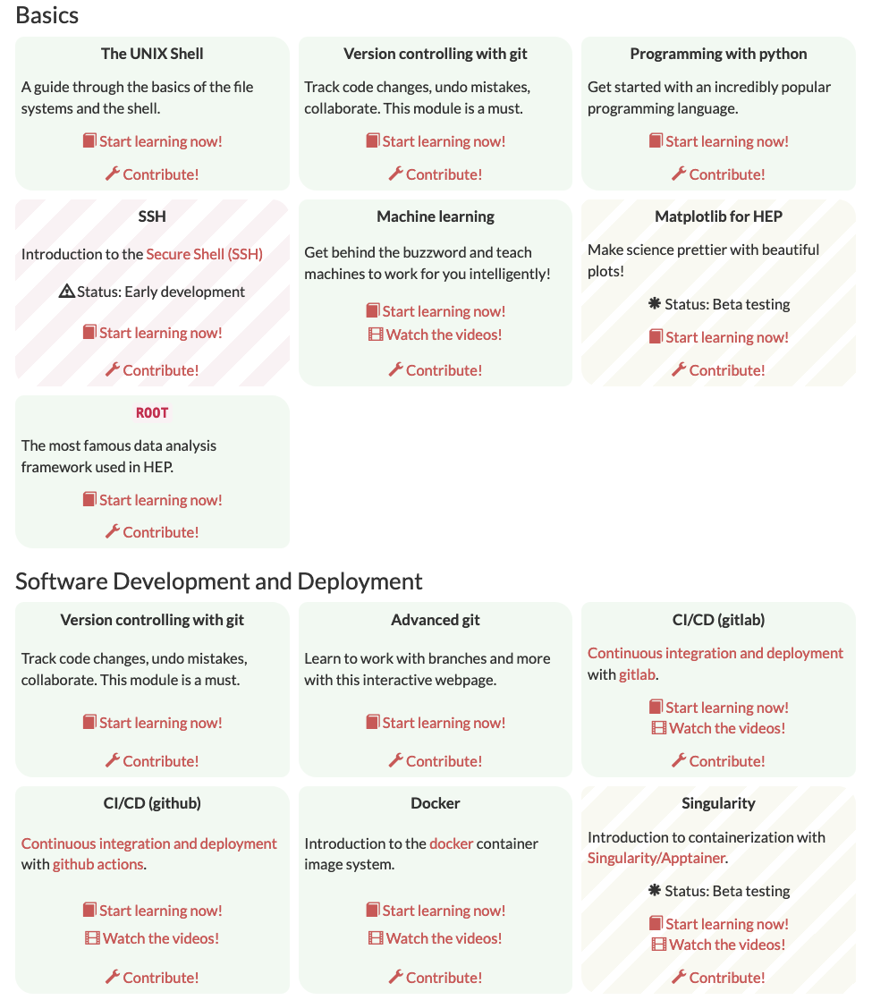 Basics
The UNIX Shell
A guide through the basics of the file
systems and the shell.
Start learning now!
Contribute!
Version controlling with git
Track code changes, undo mistakes,
collaborate. This module is a must.
Start learning now!
Contribute!
Programming with python
Get started with an incredibly popular
programming language.
Start learning now!
Contribute!
SSH
Introduction to the Secure Shell (SSH)
Status: Early development
Start learning now!
Contribute!
Machine learning
Get behind the buzzword and teach
machines to work for you intelligently!
Start learning now!
Watch the videos!
Contribute!
Matplotlib for HEP
Make science prettier with beautiful
plots!
Status: Beta testing
Start learning now!
Contribute!
ROOT
The most famous data analysis
framework used in HEP.
Start learning now!
Contribute!
Software Development and Deployment
Version controlling with git
Track code changes, undo mistakes,
collaborate. This module is a must.
Start learning now!
Contribute!
Advanced git
Learn to work with branches and more
with this interactive webpage.
Start learning now!
Contribute!
CI/CD (gitlab)
Continuous integration and deployment
with gitlab.
Start learning now!
Watch the videos!
Contribute!
CI/CD (github)
Continuous integration and deployment
with github actions.
Start learning now!
Watch the videos!
Contribute!
Docker
Introduction to the docker container
image system.
Start learning now!
Watch the videos!
Contribute!
Singularity
Introduction to containerization with
Singularity/Apptainer.
Status: Beta testing
Start learning now!
Watch the videos!
Contribute!